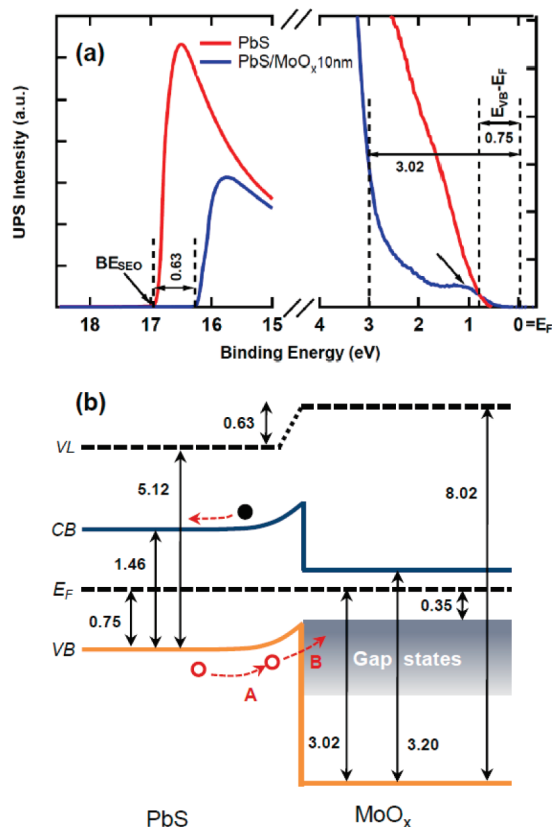 (a)
PbS
PbS/MoOx10nm
UPS Intensity (a.u.)
EVB-EF
0.75
3.02
BESEO
0.63
18 17 16 15 4 3 2 1 0 =EF
Binding Energy (eV)
(b)
0.63
VL
5.12
8.02
CB
1.46
EF
0.75
0.35
VB
Gap states
B
A
3.02
3.20
PbS MoOx